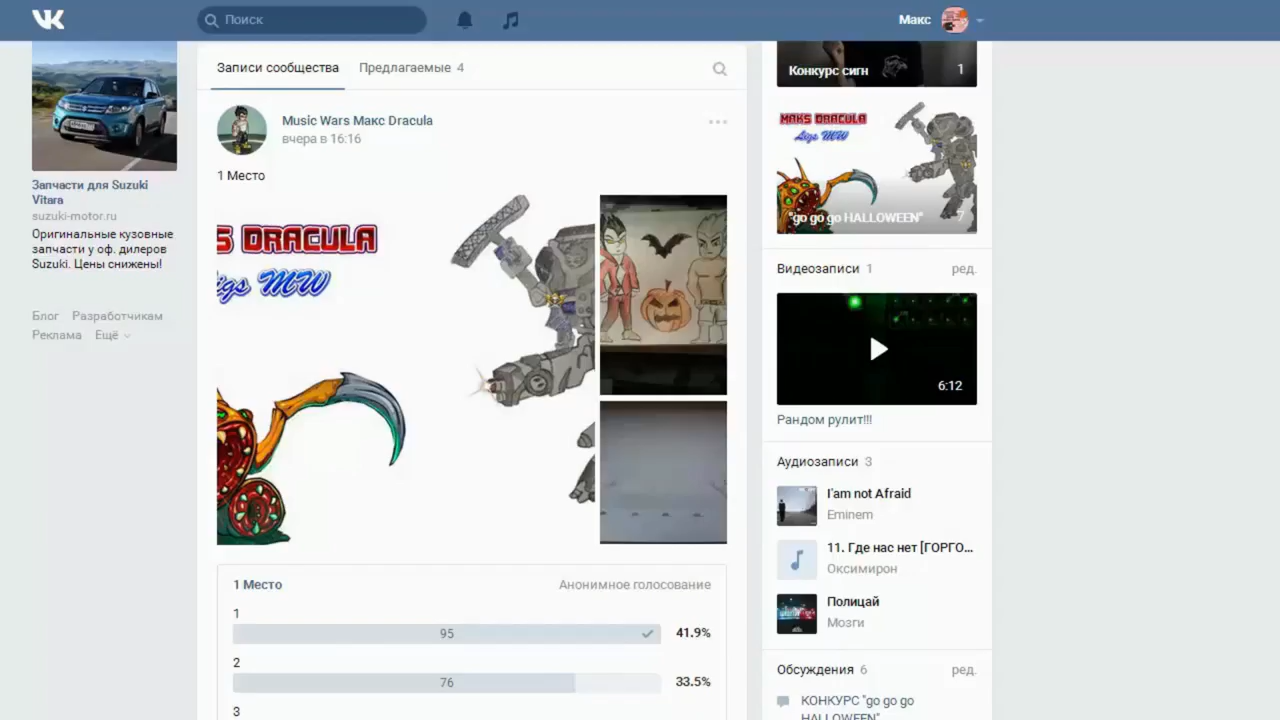 Поиск
Макс
Запчасти для Suzuki
Vitara
suzuki-motor.ru
Оригинальные кузовные
запчасти у оф. дилеров
Suzuki. Цены снижены!
Блог Разработчикам
Реклама Ещё
Записи сообщества Предлагаемые 4
Music Wars Макс Dracula
вчера в 16:16
1 Место
S DRACULA
igs MW
1 Место Анонимное голосование
1
95 41.9%
2
76 33.5%
3
Конкурс сигн 1
MAKS DRACULA
Ligs MW
"go go go HALLOWEEN" 7
Видеозаписи 1 ред.
6:12
Рандом рулит!!!
Аудиозаписи 3
I'am not Afraid
Eminem
11. Где нас нет [ГОРГО...
Оксимирон
Полицай
Мозги
Обсуждения 6 ред.
КОНКУРС "go go go
HALLOWEEN"